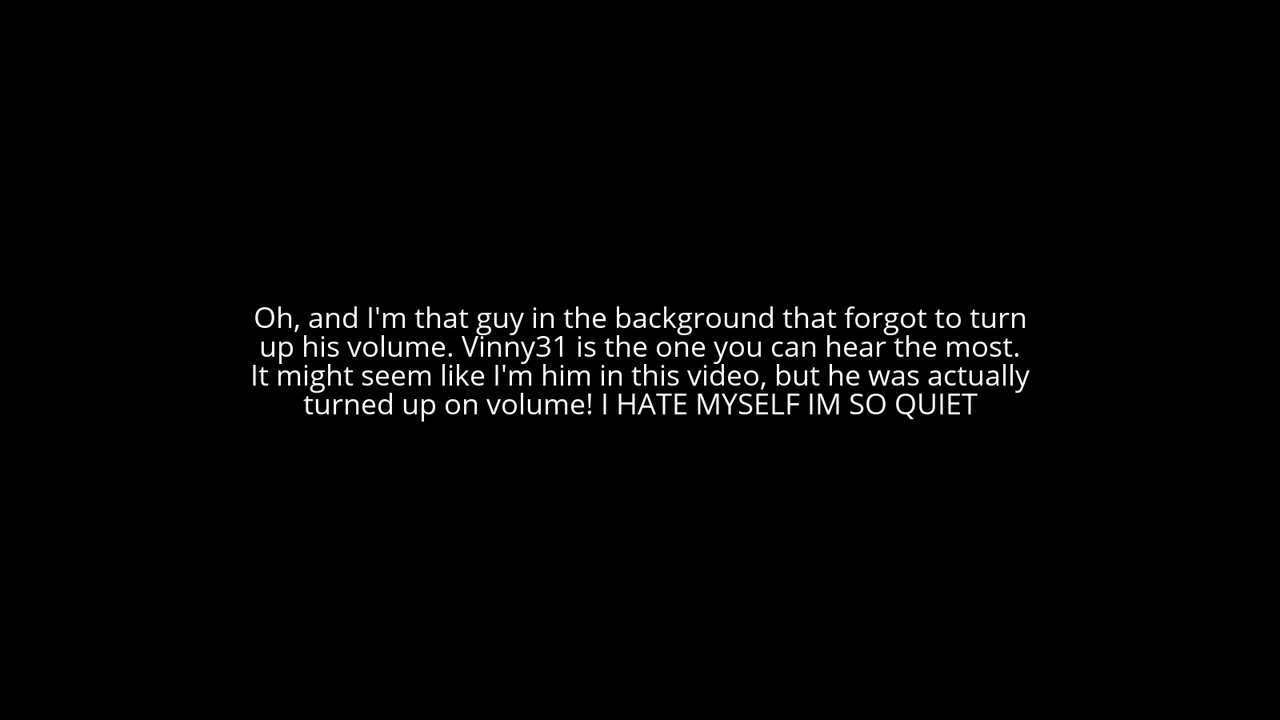 Oh, and I'm that guy in the background that forgot to turn
up his volume. Vinny31 is the one you can hear the most.
It might seem like I'm him in this video, but he was actually
turned up on volume! I HATE MYSELF IM SO QUIET